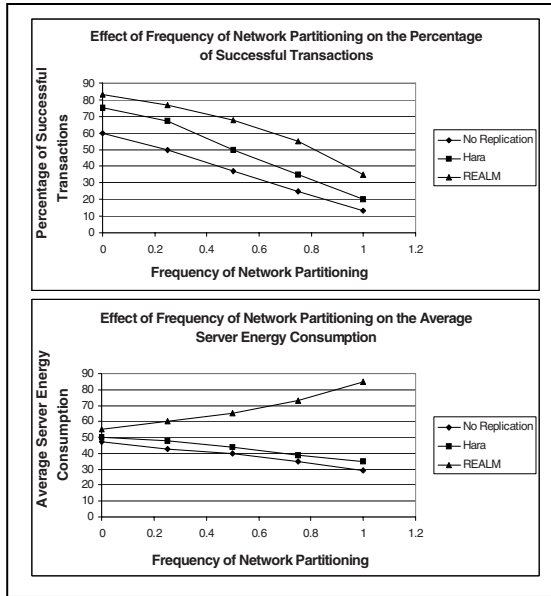 Effect of Frequency of Network Partitioning on the Percentage
of Successful Transactions
Percentage of Successful
Transactions
90
80
70
60
50
40
30
20
10
0
0 0.2 0.4 0.6 0.8 1 1.2
Frequency of Network Partitioning
No Replication
Hara
REALM
Effect of Frequency of Network Partitioning on the Average
Server Energy Consumption
Average Server Energy
Consumption
90
80
70
60
50
40
30
20
10
0
0 0.2 0.4 0.6 0.8 1 1.2
Frequency of Network Partitioning
No Replication
Hara
REALM